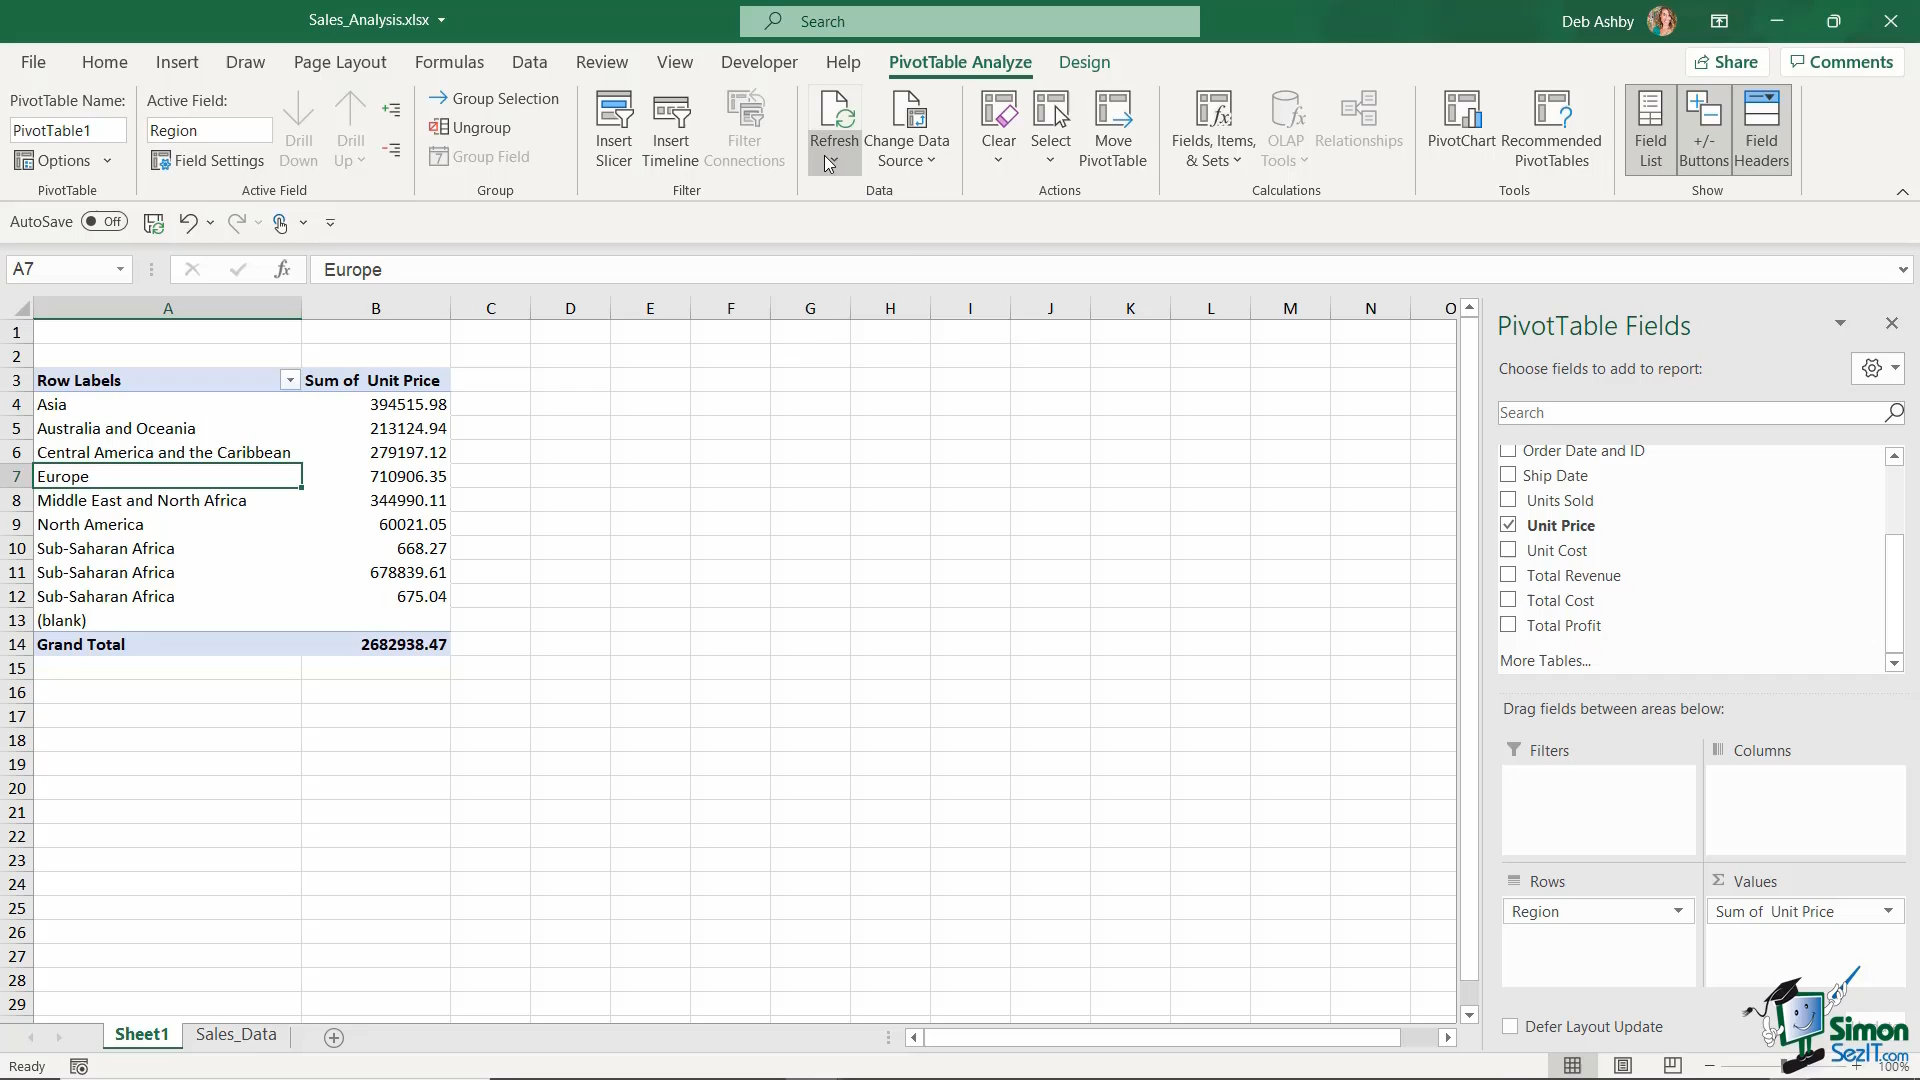 Sales_Analysis.xlsx
Search
Deb Ashby
File Home Insert Draw Page Layout Formulas Data Review View Developer Help PivotTable Analyze Design Share Comments
PivotTable Name:
PivotTable1
Options
PivotTable
Active Field:
Region
Field Settings
Drill
Down
Drill
Up
Active Field
Group Selection
Ungroup
Group Field
Group
Insert
Slicer
Insert
Timeline
Filter
Connections
Filter
Refresh
Change Data
Source
Data
Clear
Select
Move
PivotTable
Actions
Fields, Items,
& Sets
OLAP
Tools
Relationships
Calculations
PivotChart
Recommended
PivotTables
Tools
Field
List
+/-
Buttons
Field
Headers
Show
AutoSave Off
A7 fx Europe
A B C D E F G H I J K L M N O
1
2
3 Row Labels Sum of Unit Price
4 Asia 394515.98
5 Australia and Oceania 213124.94
6 Central America and the Caribbean 279197.12
7 Europe 710906.35
8 Middle East and North Africa 344990.11
9 North America 60021.05
10 Sub-Saharan Africa 668.27
11 Sub-Saharan Africa 678839.61
12 Sub-Saharan Africa 675.04
13 (blank)
14 Grand Total 2682938.47
15
16
17
18
19
20
21
22
23
24
25
26
27
28
29
PivotTable Fields
Choose fields to add to report:
Search
Order Date and ID
Ship Date
Units Sold
Unit Price
Unit Cost
Total Revenue
Total Cost
Total Profit
More Tables...
Drag fields between areas below:
Filters
Columns
Rows
Region
Values
Sum of Unit Price
Defer Layout Update
Sheet1 Sales_Data
Ready
100%
Simon
SezIT.com